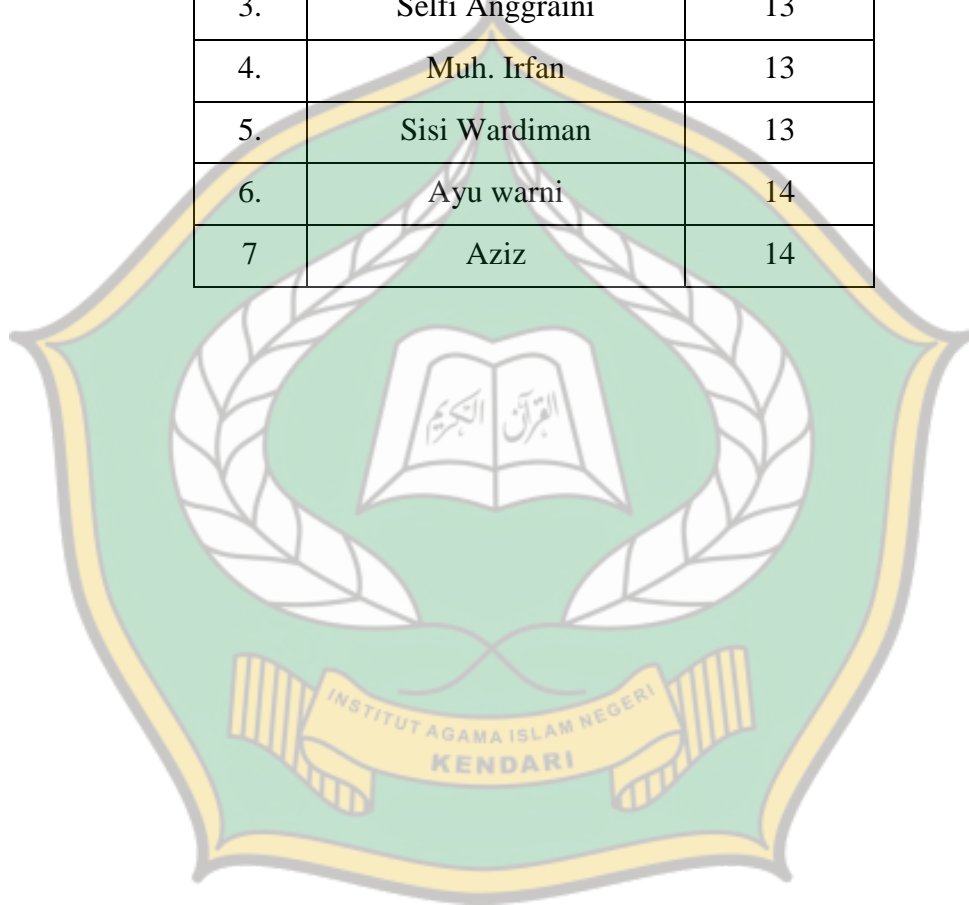 3. Selfi Anggraini 13
4. Muh. Irfan 13
5. Sisi Wardiman 13
6. Ayu warni 14
7 Aziz 14
القرآن الكريم
INSTITUT AGAMA ISLAM NEGERI
KENDARI